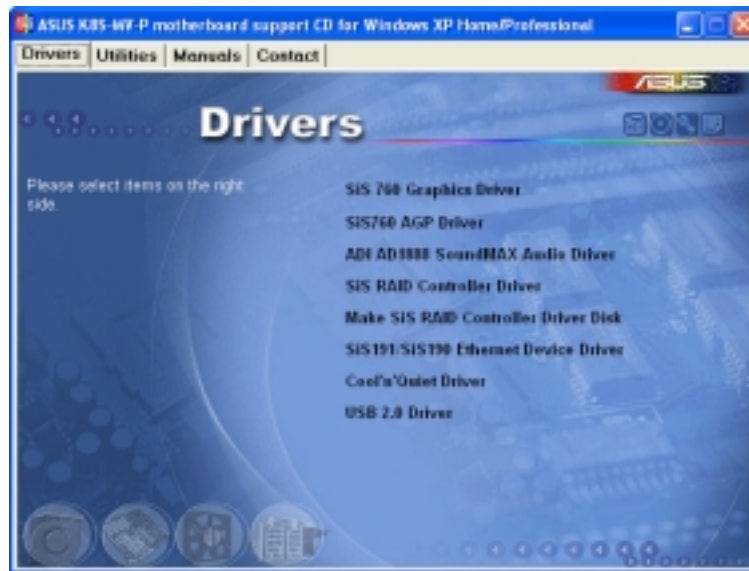 ASUS K8S-MV-P motherboard support CD for Windows XP Home/Professional
Drivers Utilities Manuals Contact
ASUS
Drivers
Please select items on the right
side.
SiS 760 Graphics Driver
SiS760 AGP Driver
ADI AD1888 SoundMAX Audio Driver
SiS RAID Controller Driver
Make SiS RAID Controller Driver Disk
SiS191/SiS190 Ethernet Device Driver
Cool'n'Quiet Driver
USB 2.0 Driver